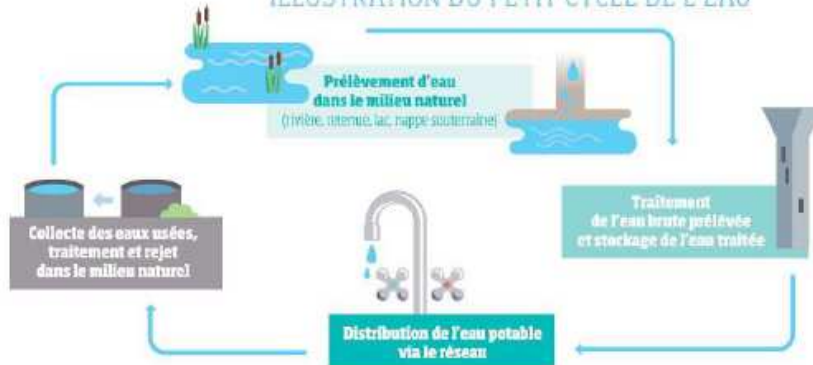 ILLUSTRATION DU PETIT CYCLE DE L'EAU
Prélèvement d'eau
dans le milieu naturel
(rivière, retenue, lac, nappe souterraine)
Traitement
de l'eau brute prélevée
et stockage de l'eau traitée
Collecte des eaux usées,
traitement et rejet
dans le milieu naturel
Distribution de l'eau potable
via le réseau